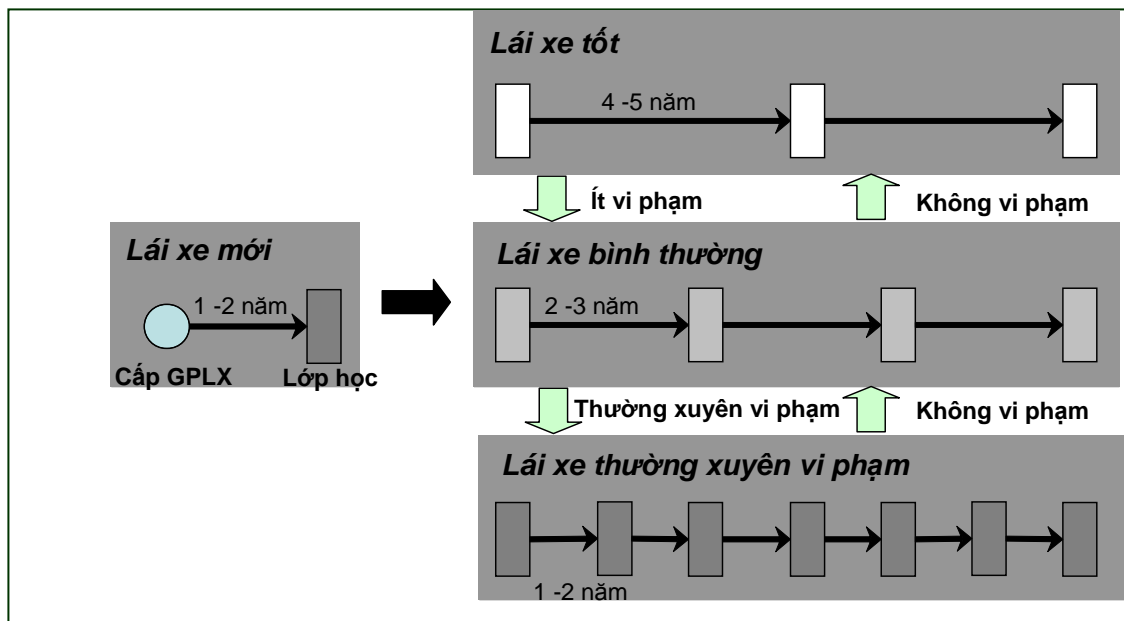 Lái xe tốt
4 -5 năm
Ít vi phạm
Không vi phạm
Lái xe mới
1 -2 năm
Cấp GPLX
Lớp học
Lái xe bình thường
2 -3 năm
Thường xuyên vi phạm
Không vi phạm
Lái xe thường xuyên vi phạm
1 -2 năm